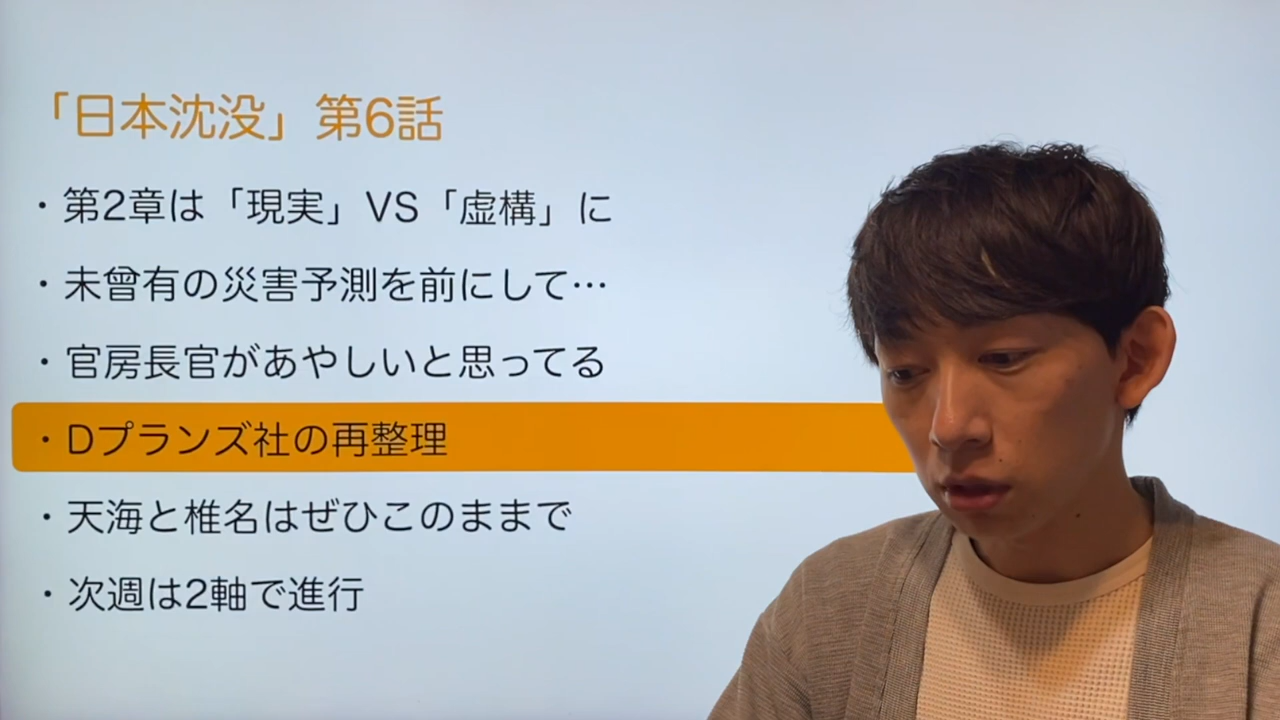 「日本沈没」第6話
・第2章は「現実」VS「虚構」に
・未曾有の災害予測を前にして…
・官房長官があやしいと思ってる
・Dプランズ社の再整理
・天海と椎名はぜひこのままで
・次週は2軸で進行